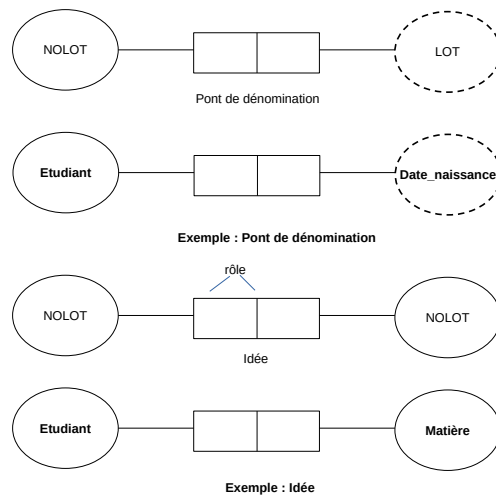 NOLOT
LOT
Pont de dénomination
Etudiant
Date_naissance
Exemple : Pont de dénomination
rôle
NOLOT
NOLOT
Idée
Etudiant
Matière
Exemple : Idée